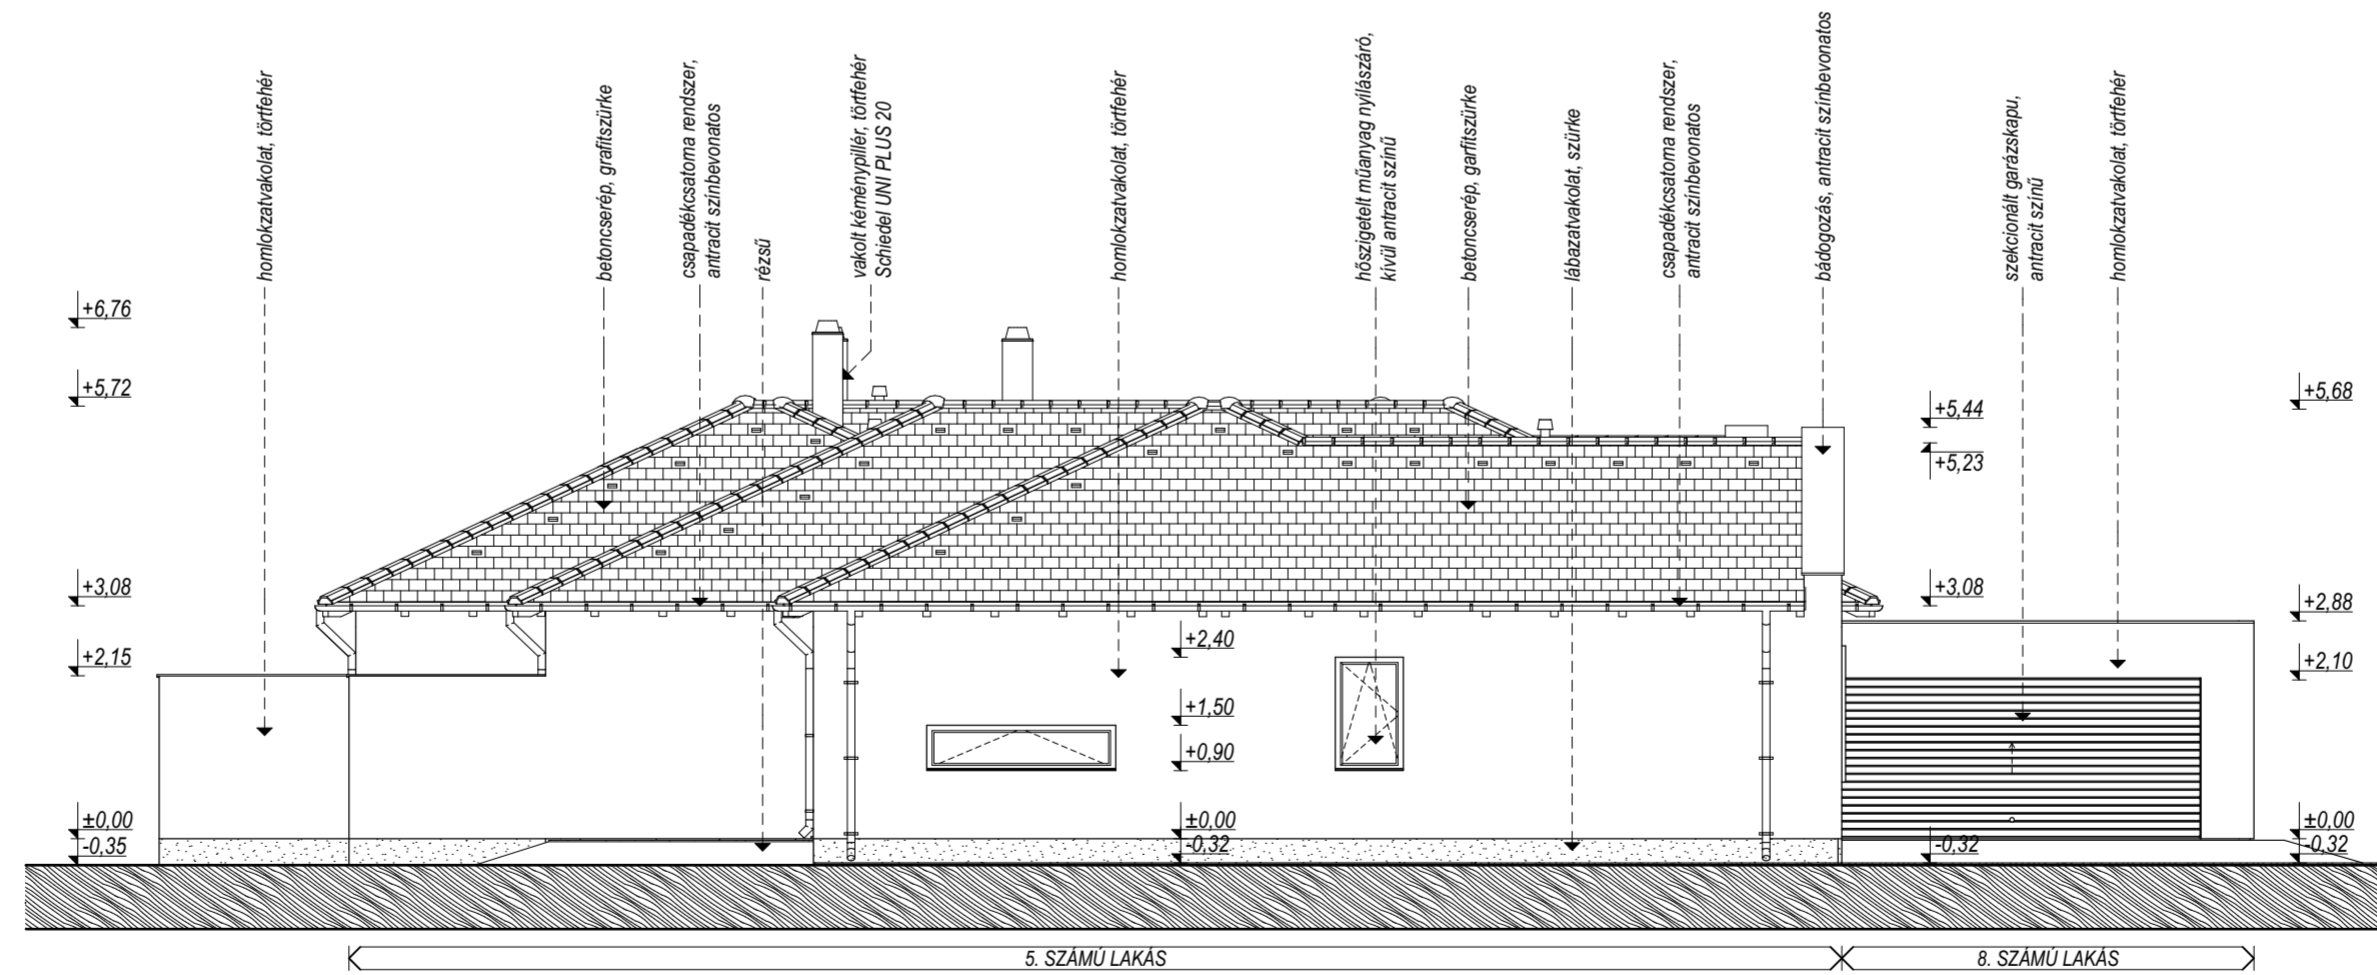 homlokzatvakolat, törtfehér
betoncserép, grafitszürke
csapadékcsatorna rendszer,
antracit színbevonatos
rézsű
vakolt kéménypillér, törtfehér
Schiedel UNI PLUS 20
homlokzatvakolat, törtfehér
hőszigetelt műanyag nyílászáró,
kívül antracit színű
betoncserép, garfitszürke
lábazatvakolat, szürke
csapadékcsatorna rendszer,
antracit színbevonatos
bádogozás, antracit színbevonatos
szekcionált garázskapu,
antracit színű
homlokzatvakolat, törtfehér
+6,76
+5,72
+3,08
+2,15
±0,00
-0,35
+2,40
+1,50
+0,90
±0,00
-0,32
+5,44
+5,23
+3,08
-0,32
+5,68
+2,88
+2,10
±0,00
-0,32
5. SZÁMÚ LAKÁS
8. SZÁMÚ LAKÁS